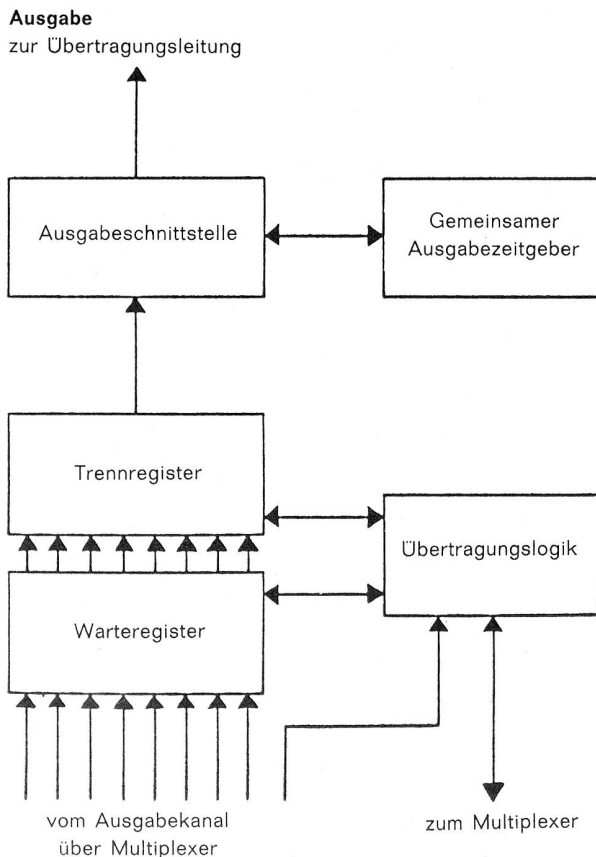 Ausgabe
zur Übertragungsleitung
Ausgabeschnittstelle
Gemeinsamer
Ausgabezeitgeber
Trennregister
Übertragungslogik
Warteregister
vom Ausgabekanal
über Multiplexer
zum Multiplexer